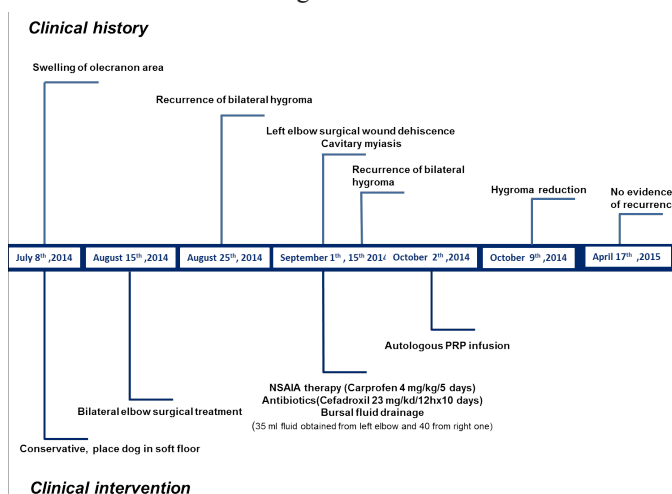 Clinical history
Swelling of olecranon area
Recurrence of bilateral hygroma
Left elbow surgical wound dehiscence
Cavitary myiasis
Recurrence of bilateral
hygroma
Hygroma reduction
No evidence
of recurrenc
July 8th ,2014
August 15th ,2014
August 25th, 2014
September 1th , 15th 2014
October 2th ,2014
October 9th ,2014
April 17th ,2015
Autologous PRP infusion
NSAIA therapy (Carprofen 4 mg/kg/5 days)
Antibiotics(Cefadroxil 23 mg/kd/12hx10 days)
Bursal fluid drainage
(35 ml fluid obtained from left elbow and 40 from right one)
Bilateral elbow surgical treatment
Conservative, place dog in soft floor
Clinical intervention